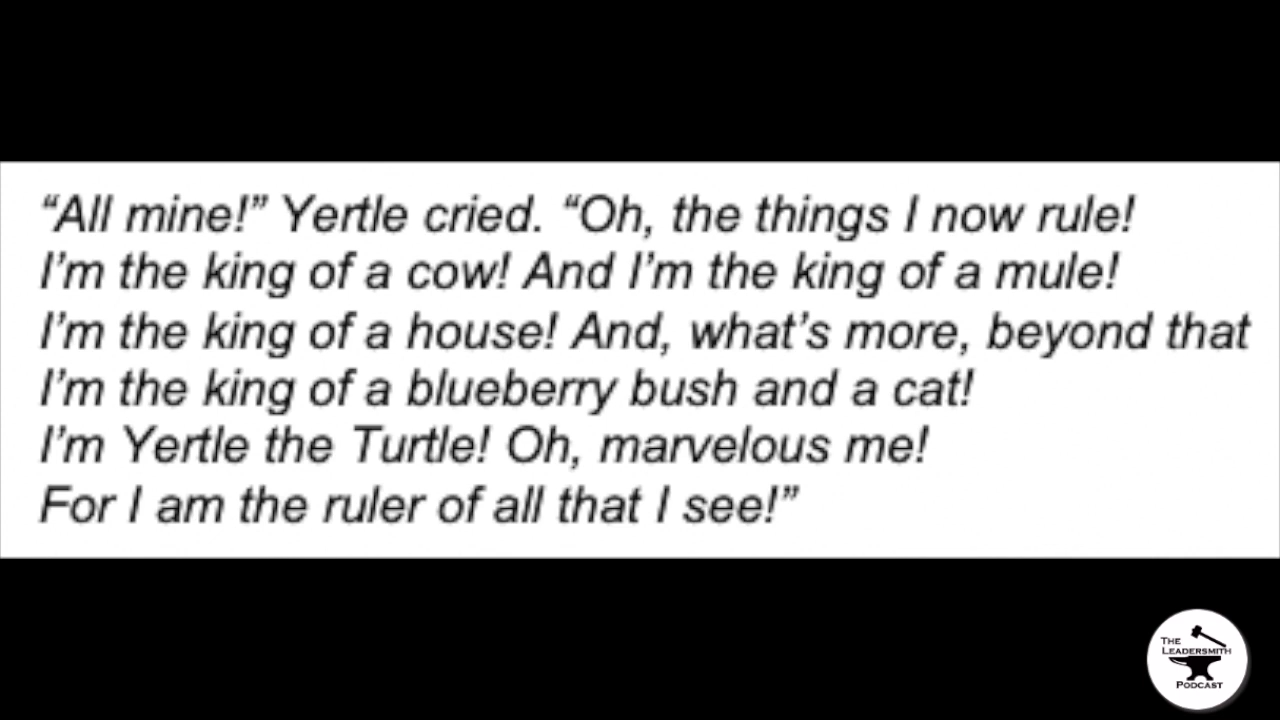 “All mine!” Yertle cried. “Oh, the things I now rule!
I’m the king of a cow! And I’m the king of a mule!
I’m the king of a house! And, what’s more, beyond that
I’m the king of a blueberry bush and a cat!
I’m Yertle the Turtle! Oh, marvelous me!
For I am the ruler of all that I see!”
THE
LEADERSMITH
PODCAST